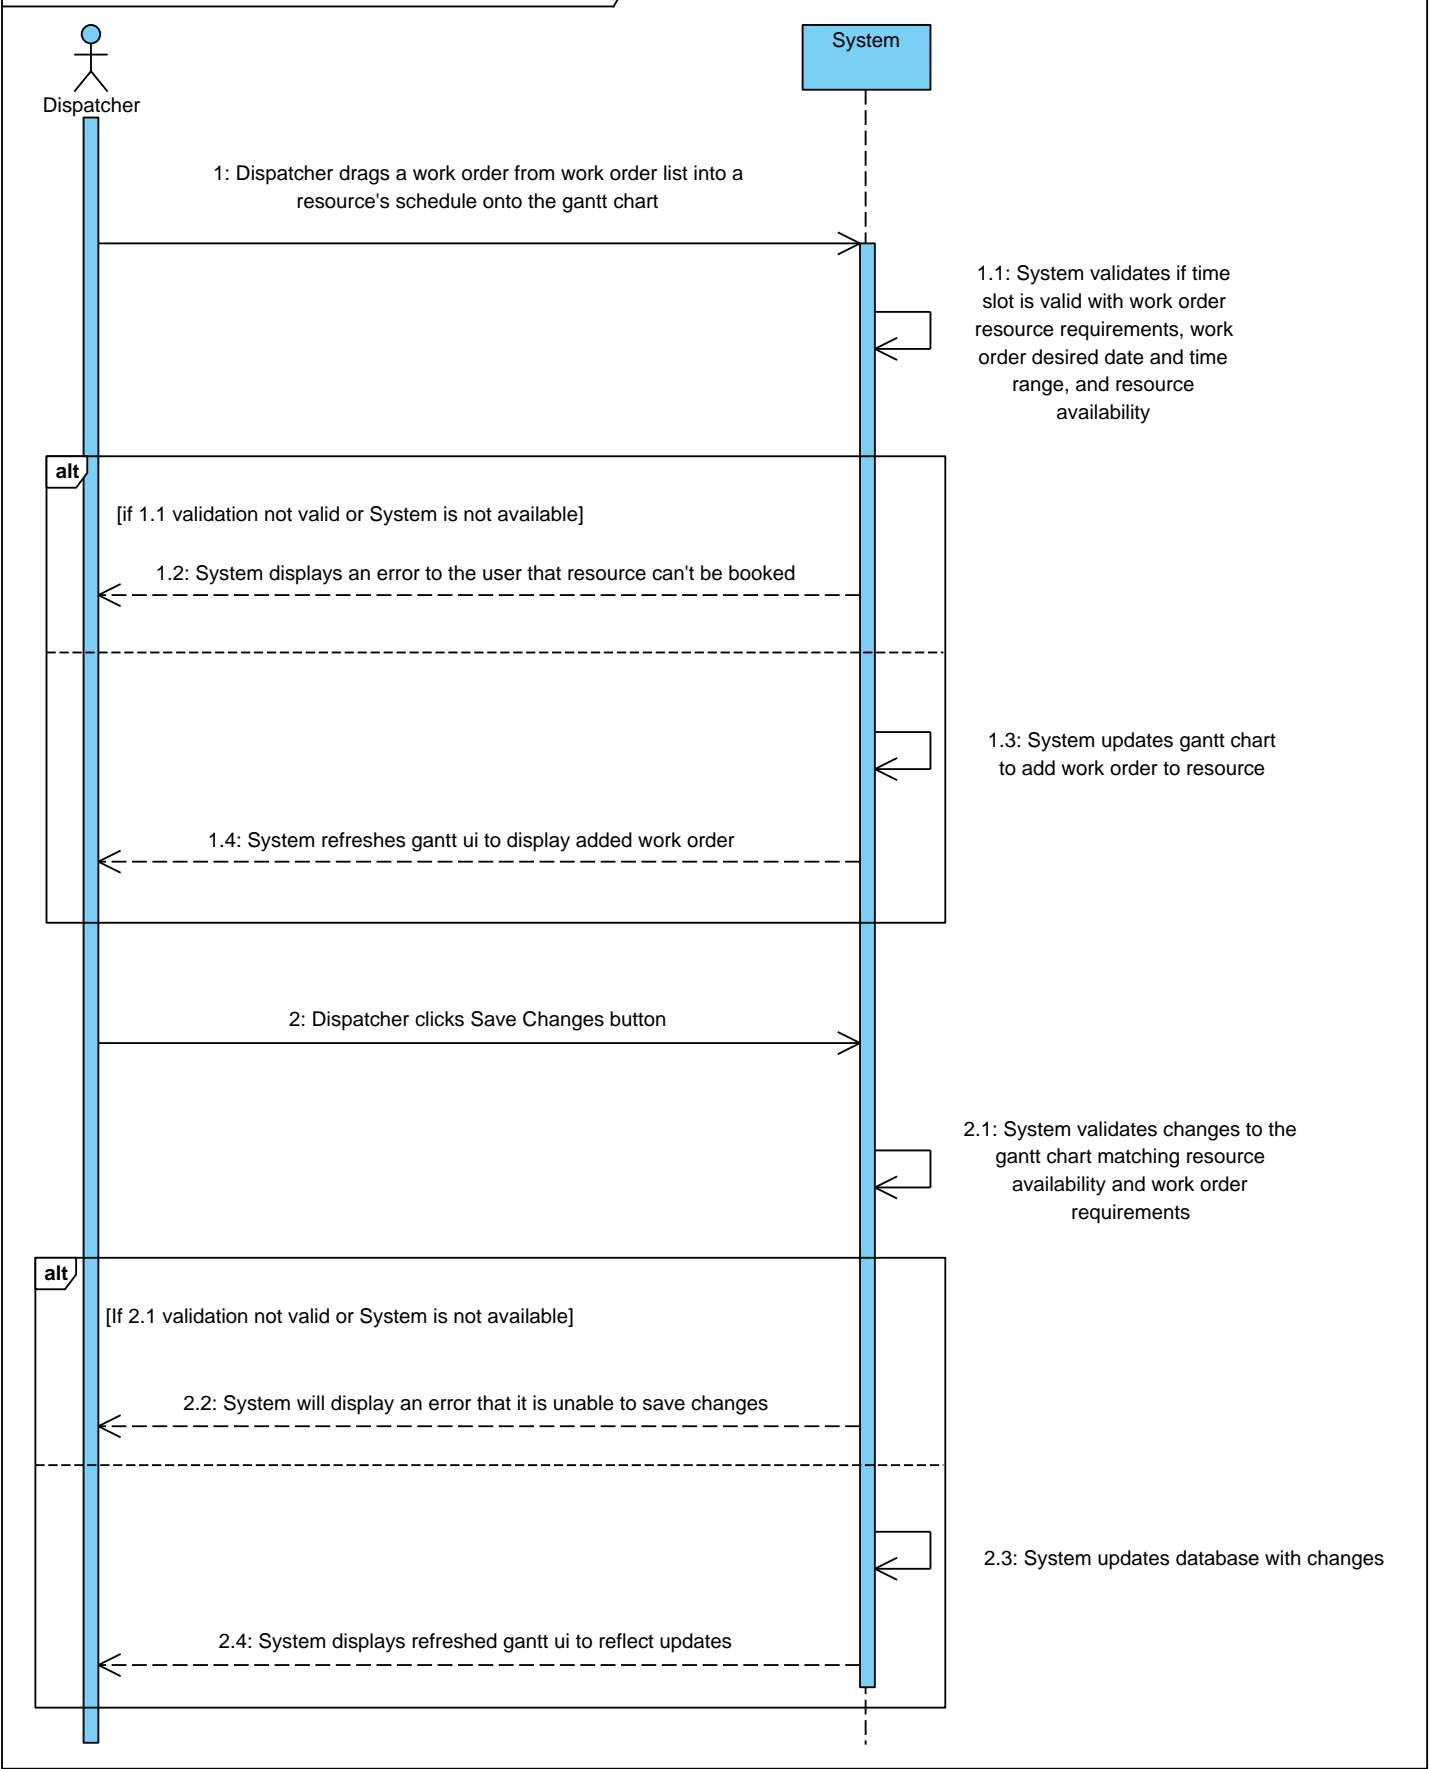 System
Dispatcher
1: Dispatcher drags a work order from work order list into a
resource's schedule onto the gantt chart
1.1: System validates if time
slot is valid with work order
resource requirements, work
order desired date and time
range, and resource
availability
alt
[if 1.1 validation not valid or System is not available]
1.2: System displays an error to the user that resource can't be booked
1.3: System updates gantt chart
to add work order to resource
1.4: System refreshes gantt ui to display added work order
2: Dispatcher clicks Save Changes button
2.1: System validates changes to the
gantt chart matching resource
availability and work order
requirements
alt
[If 2.1 validation not valid or System is not available]
2.2: System will display an error that it is unable to save changes
2.3: System updates database with changes
2.4: System displays refreshed gantt ui to reflect updates